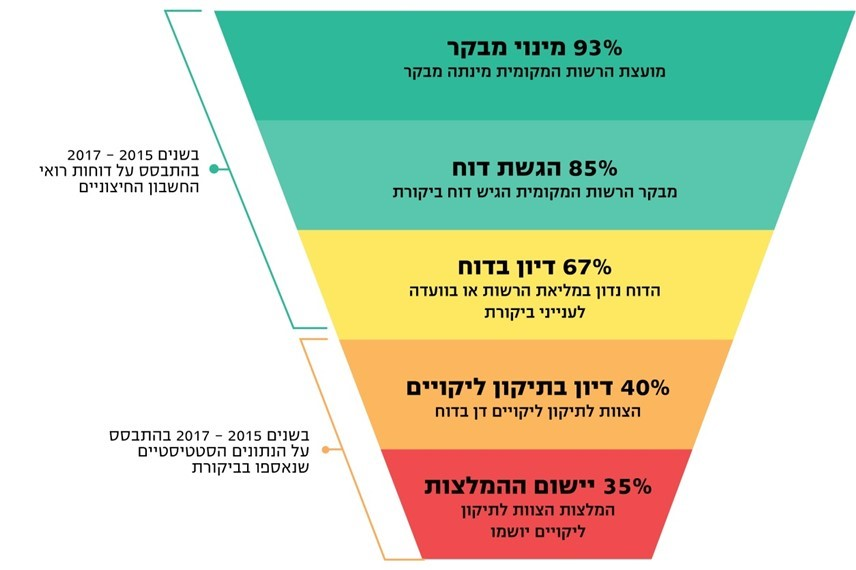 93% מינוי מבקר
מועצת הרשות המקומית מינתה מבקר
85% הגשת דוח
מבקר הרשות המקומית הגיש דוח ביקורת
67% דיון בדוח
הדוח נדון במליאת הרשות או בוועדה
לענייני ביקורת
בשנים 2015 – 2017
בהתבסס על דוחות רואי
החשבון החיצוניים
40% דיון בתיקון ליקויים
הצוות לתיקון ליקויים דן בדוח
35% יישום ההמלצות
המלצות הצוות לתיקון
ליקויים יושמו
בשנים 2015 – 2017 בהתבסס
על הנתונים הסטטיסטיים
שנאספו בביקורת